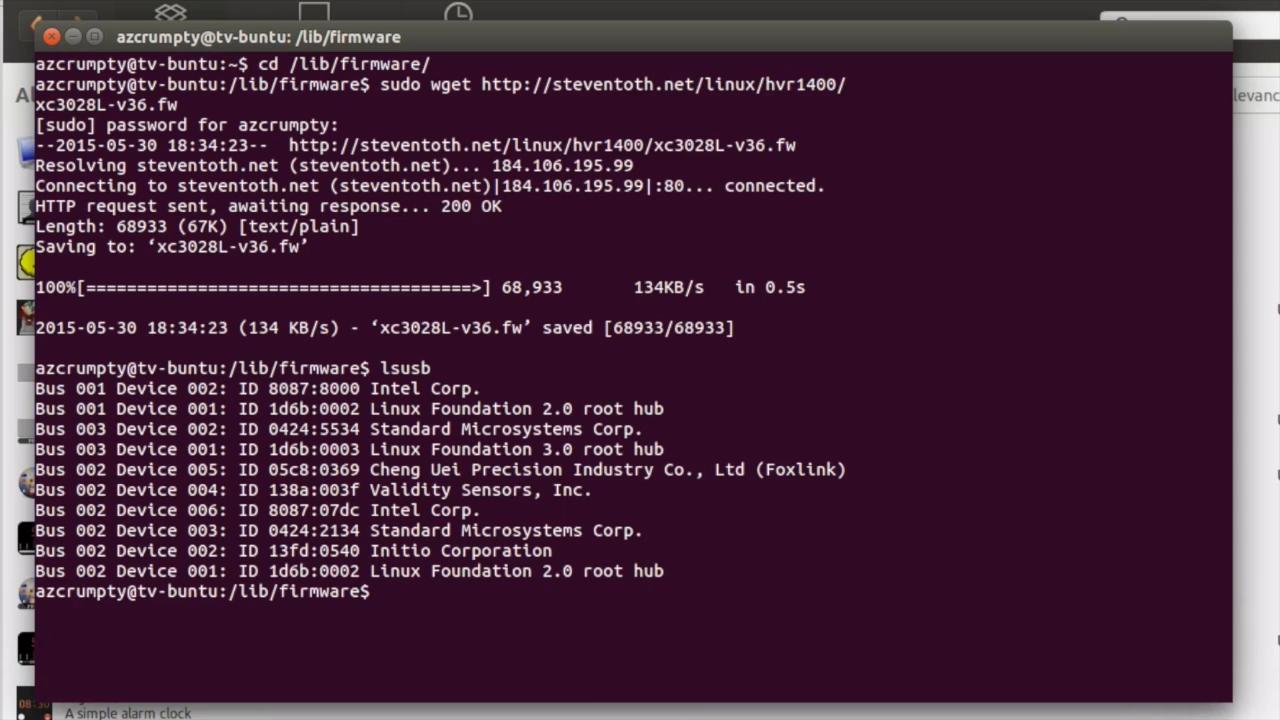 azcrumpty@tv-buntu: /lib/firmware
azcrumpty@tv-buntu:~$ cd /lib/firmware/
azcrumpty@tv-buntu:/lib/firmware$ sudo wget http://steventoth.net/linux/hvr1400/
xc3028L-v36.fw
[sudo] password for azcrumpty:
--2015-05-30 18:34:23--  http://steventoth.net/linux/hvr1400/xc3028L-v36.fw
Resolving steventoth.net (steventoth.net)... 184.106.195.99
Connecting to steventoth.net (steventoth.net)|184.106.195.99|:80... connected.
HTTP request sent, awaiting response... 200 OK
Length: 68933 (67K) [text/plain]
Saving to: ‘xc3028L-v36.fw’
100%[======================================>] 68,933      134KB/s   in 0.5s
2015-05-30 18:34:23 (134 KB/s) - ‘xc3028L-v36.fw’ saved [68933/68933]
azcrumpty@tv-buntu:/lib/firmware$ lsusb
Bus 001 Device 002: ID 8087:8000 Intel Corp.
Bus 001 Device 001: ID 1d6b:0002 Linux Foundation 2.0 root hub
Bus 003 Device 002: ID 0424:5534 Standard Microsystems Corp.
Bus 003 Device 001: ID 1d6b:0003 Linux Foundation 3.0 root hub
Bus 002 Device 005: ID 05c8:0369 Cheng Uei Precision Industry Co., Ltd (Foxlink)
Bus 002 Device 004: ID 138a:003f Validity Sensors, Inc.
Bus 002 Device 006: ID 8087:07dc Intel Corp.
Bus 002 Device 003: ID 0424:2134 Standard Microsystems Corp.
Bus 002 Device 002: ID 13fd:0540 Initio Corporation
Bus 002 Device 001: ID 1d6b:0002 Linux Foundation 2.0 root hub
azcrumpty@tv-buntu:/lib/firmware$
A simple alarm clock